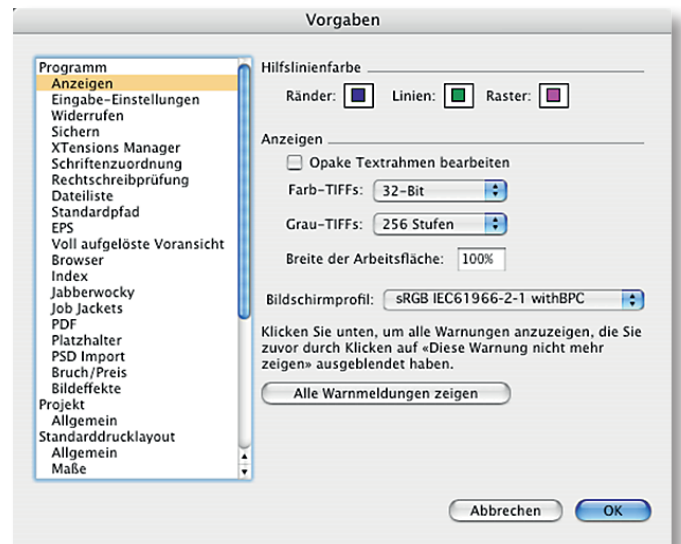 Vorgaben
Programm
Anzeigen
Eingabe-Einstellungen
Widerrufen
Sichern
XTensions Manager
Schriftenzuordnung
Rechtschreibprüfung
Dateiliste
Standardpfad
EPS
Voll aufgelöste Voransicht
Browser
Index
Jabberwocky
Job Jackets
PDF
Platzhalter
PSD Import
Bruch/Preis
Bildeffekte
Projekt
Allgemein
Standarddrucklayout
Allgemein
Maße
Hilfslinienfarbe
Ränder: Linien: Raster:
Anzeigen
Opake Textrahmen bearbeiten
Farb-TIFFs: 32-Bit
Grau-TIFFs: 256 Stufen
Breite der Arbeitsfläche: 100%
Bildschirmprofil: sRGB IEC61966-2-1 withBPC
Klicken Sie unten, um alle Warnungen anzuzeigen, die Sie
zuvor durch Klicken auf «Diese Warnung nicht mehr
zeigen» ausgeblendet haben.
Alle Warnmeldungen zeigen
Abbrechen OK